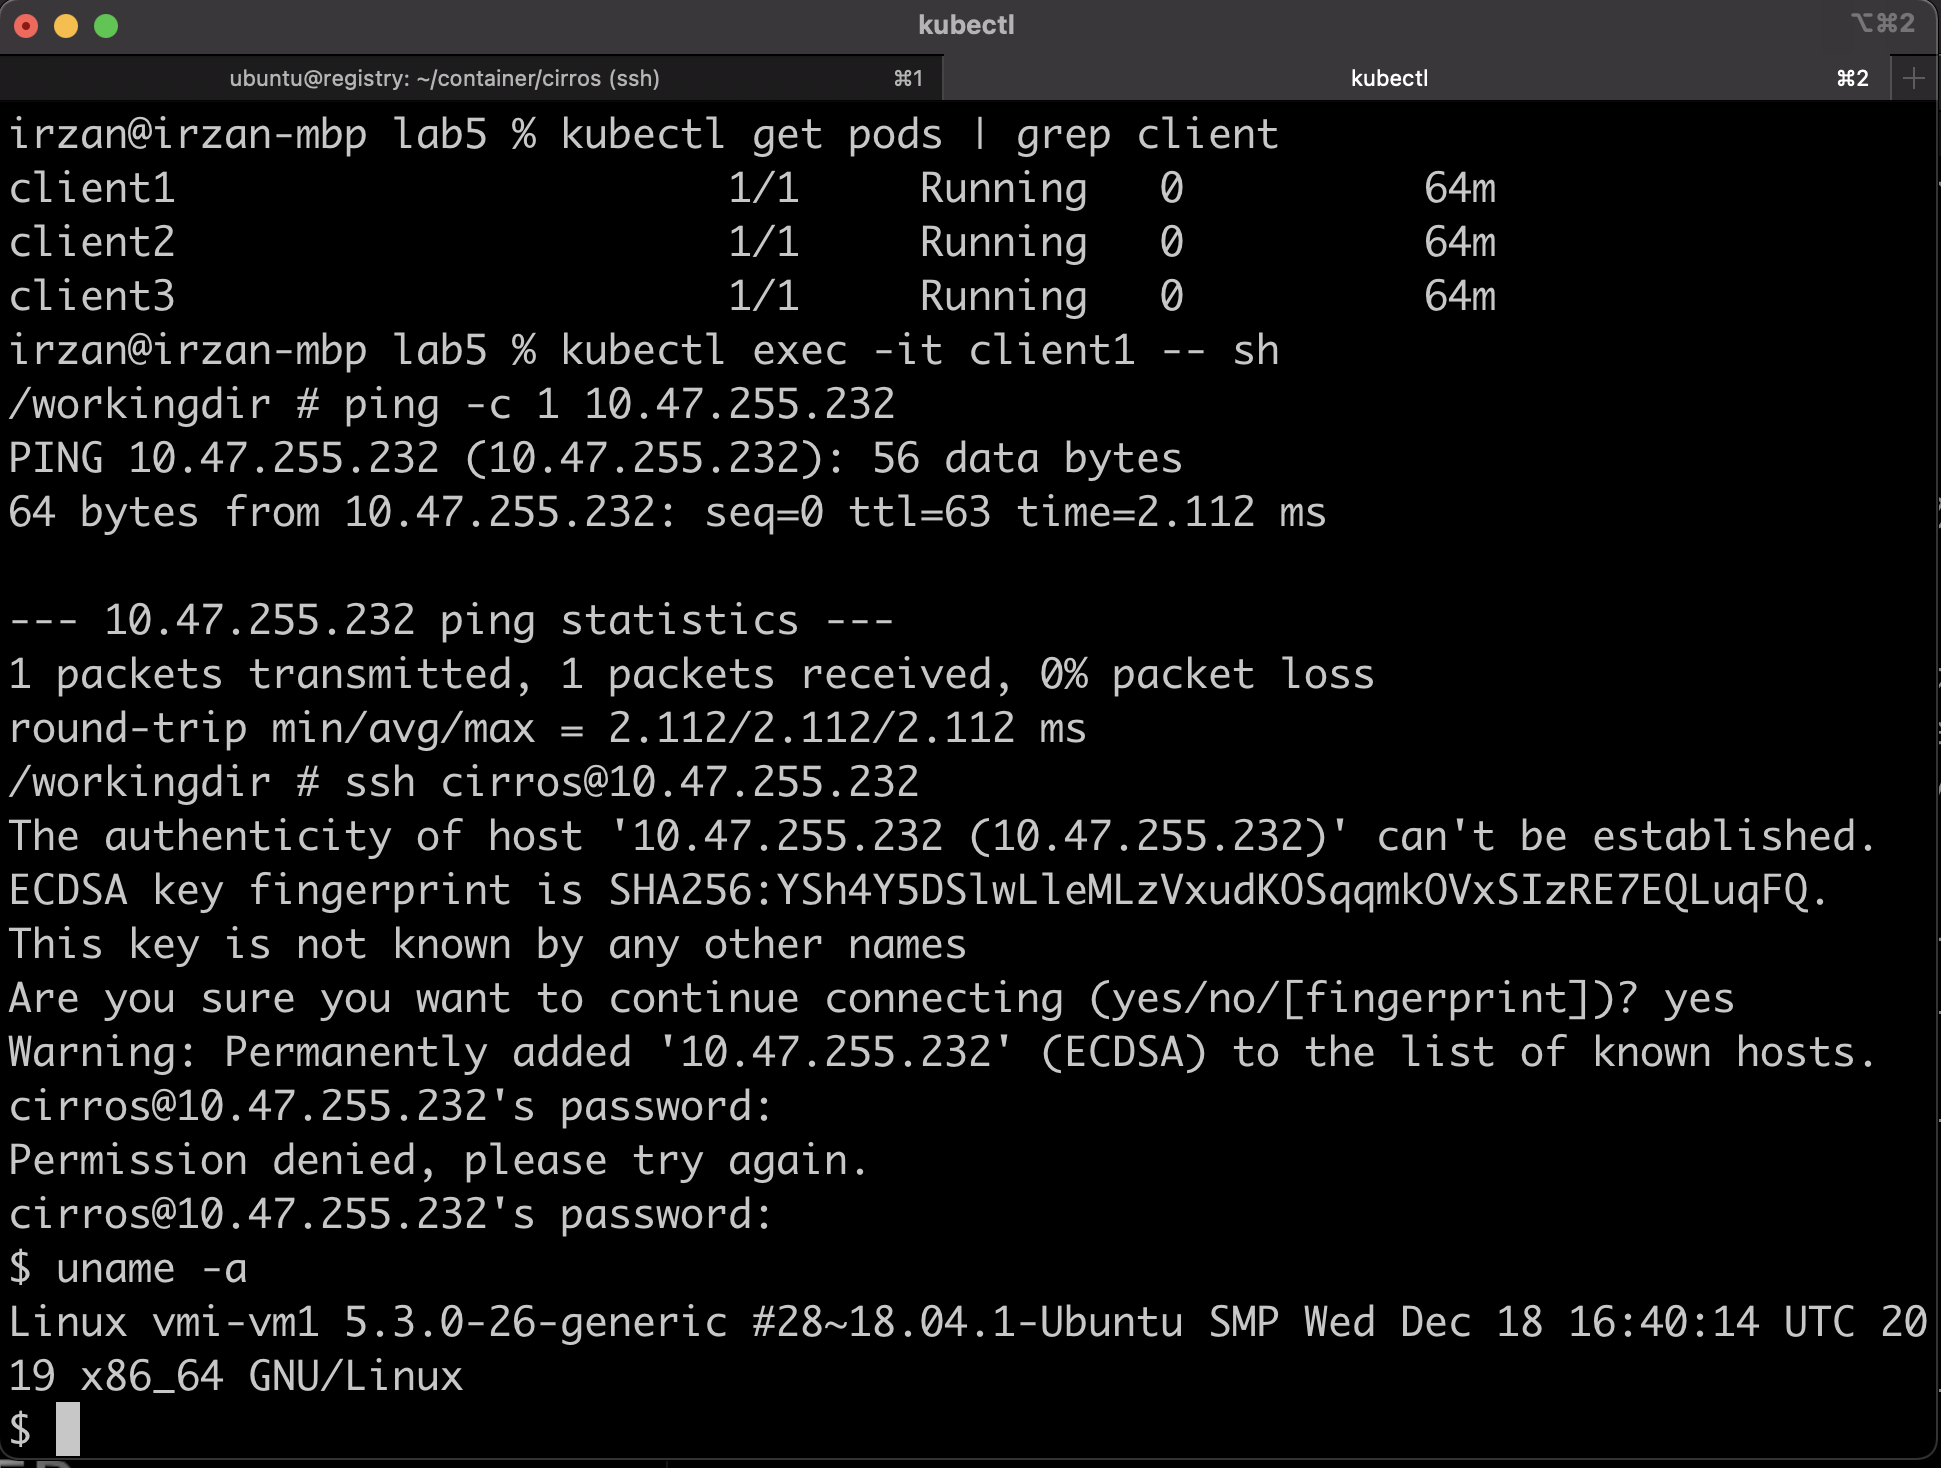 kubectl
⌥⌘2
ubuntu@registry: ~/container/cirros (ssh) ⌘1 kubectl ⌘2
irzan@irzan-mbp lab5 % kubectl get pods | grep client
client1 1/1 Running 0 64m
client2 1/1 Running 0 64m
client3 1/1 Running 0 64m
irzan@irzan-mbp lab5 % kubectl exec -it client1 -- sh
/workingdir # ping -c 1 10.47.255.232
PING 10.47.255.232 (10.47.255.232): 56 data bytes
64 bytes from 10.47.255.232: seq=0 ttl=63 time=2.112 ms
--- 10.47.255.232 ping statistics ---
1 packets transmitted, 1 packets received, 0% packet loss
round-trip min/avg/max = 2.112/2.112/2.112 ms
/workingdir # ssh cirros@10.47.255.232
The authenticity of host '10.47.255.232 (10.47.255.232)' can't be established.
ECDSA key fingerprint is SHA256:YSh4Y5DSlwLleMLzVxudKOSqqmkOVxSIzRE7EQLuqFQ.
This key is not known by any other names
Are you sure you want to continue connecting (yes/no/[fingerprint])? yes
Warning: Permanently added '10.47.255.232' (ECDSA) to the list of known hosts.
cirros@10.47.255.232's password:
Permission denied, please try again.
cirros@10.47.255.232's password:
$ uname -a
Linux vmi-vm1 5.3.0-26-generic #28~18.04.1-Ubuntu SMP Wed Dec 18 16:40:14 UTC 20
19 x86_64 GNU/Linux
$